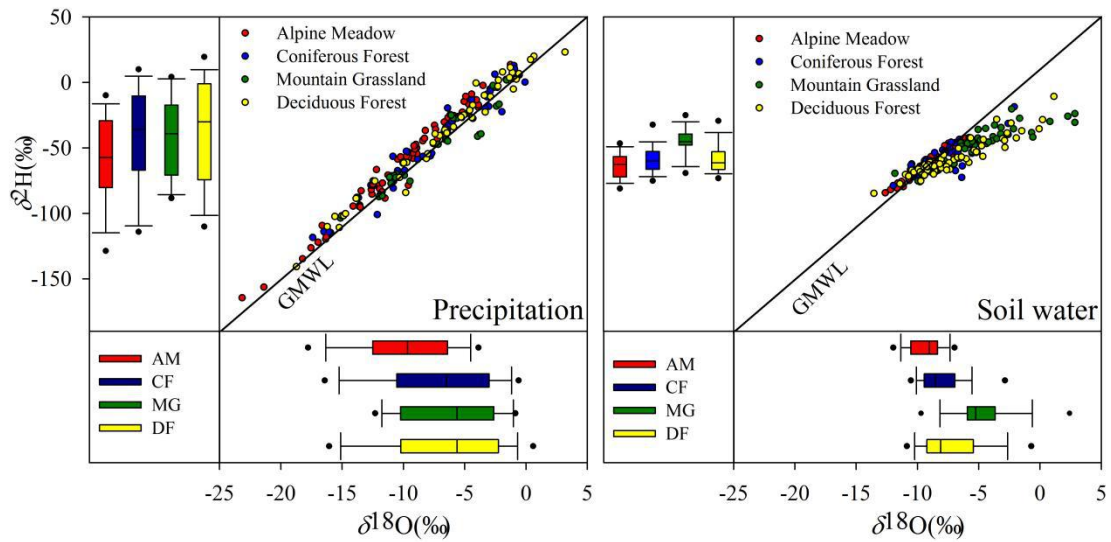 50
0
-50
-100
-150
δ²H(‰)
Alpine Meadow
Coniferous Forest
Mountain Grassland
Deciduous Forest
GMWL
Precipitation
AM
CF
MG
DF
-25 -20 -15 -10 -5 0 5
δ¹⁸O(‰)
Alpine Meadow
Coniferous Forest
Mountain Grassland
Deciduous Forest
GMWL
Soil water
AM
CF
MG
DF
-25 -20 -15 -10 -5 0 5
δ¹⁸O(‰)